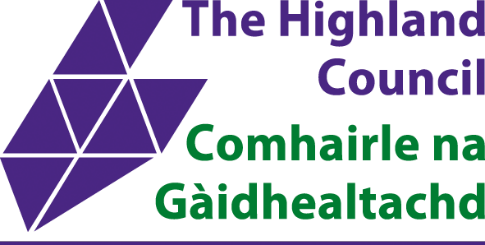 The Highland
Council
Comhairle na
Gàidhealtachd